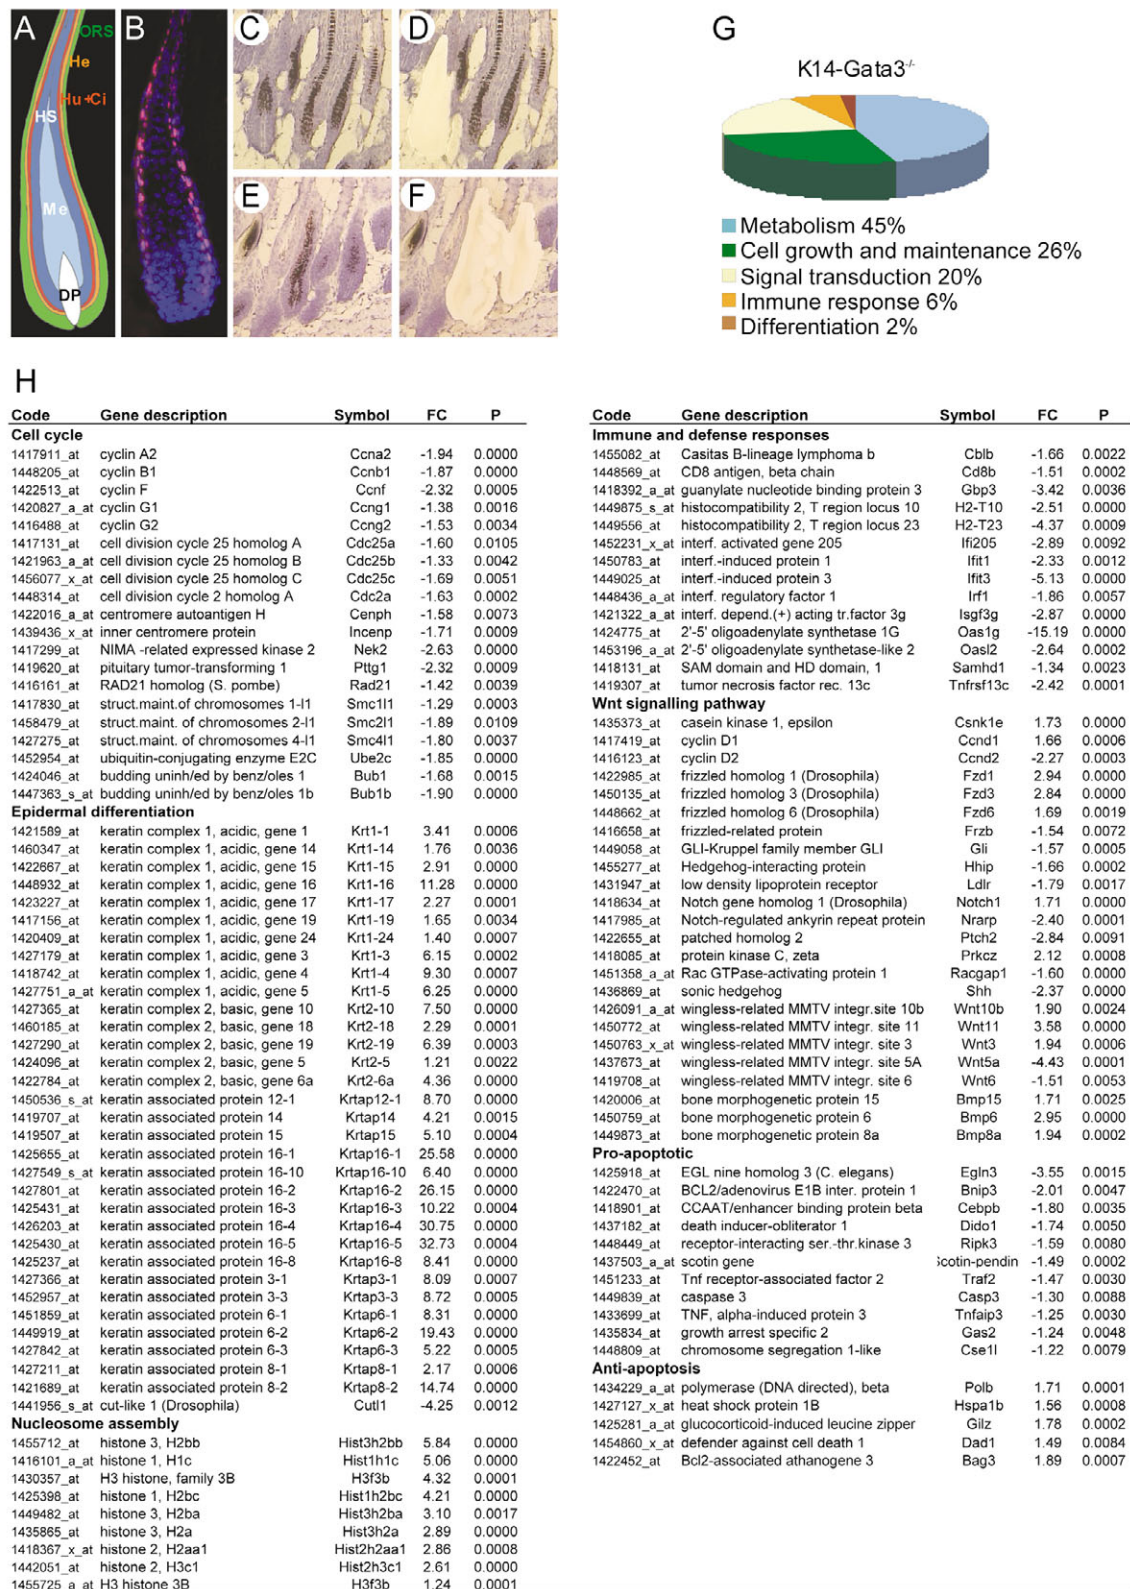 A
B
C
D
E
F
G
ORS
He
Hu+Ci
HS
Me
DP
K14-Gata3-/-
Metabolism 45%
Cell growth and maintenance 26%
Signal transduction 20%
Immune response 6%
Differentiation 2%
H
Code Gene description Symbol FC P
Cell cycle
1417911_at cyclin A2 Ccna2 -1.94 0.0000
1448205_at cyclin B1 Ccnb1 -1.87 0.0000
1422513_at cyclin F Ccnf -2.32 0.0005
1420827_a_at cyclin G1 Ccng1 -1.38 0.0016
1416488_at cyclin G2 Ccng2 -1.53 0.0034
1417131_at cell division cycle 25 homolog A Cdc25a -1.60 0.0105
1421963_a_at cell division cycle 25 homolog B Cdc25b -1.33 0.0042
1456077_x_at cell division cycle 25 homolog C Cdc25c -1.69 0.0051
1448314_at cell division cycle 2 homolog A Cdc2a -1.63 0.0002
1422016_a_at centromere autoantigen H Cenph -1.58 0.0073
1439436_x_at inner centromere protein Incenp -1.71 0.0009
1417299_at NIMA -related expressed kinase 2 Nek2 -2.63 0.0000
1419620_at pituitary tumor-transforming 1 Pttg1 -2.32 0.0009
1416161_at RAD21 homolog (S. pombe) Rad21 -1.42 0.0039
1417830_at struct.maint.of chromosomes 1-l1 Smc1l1 -1.29 0.0003
1458479_at struct.maint. of chromosomes 2-l1 Smc2l1 -1.89 0.0109
1427275_at struct.maint. of chromosomes 4-l1 Smc4l1 -1.80 0.0037
1452954_at ubiquitin-conjugating enzyme E2C Ube2c -1.85 0.0000
1424046_at budding uninh/ed by benz/oles 1 Bub1 -1.68 0.0015
1447363_s_at budding uninh/ed by benz/oles 1b Bub1b -1.90 0.0000
Epidermal differentiation
1421589_at keratin complex 1, acidic, gene 1 Krt1-1 3.41 0.0006
1460347_at keratin complex 1, acidic, gene 14 Krt1-14 1.76 0.0036
1422667_at keratin complex 1, acidic, gene 15 Krt1-15 2.91 0.0000
1448932_at keratin complex 1, acidic, gene 16 Krt1-16 11.28 0.0000
1423227_at keratin complex 1, acidic, gene 17 Krt1-17 2.27 0.0001
1417156_at keratin complex 1, acidic, gene 19 Krt1-19 1.65 0.0034
1420409_at keratin complex 1, acidic, gene 24 Krt1-24 1.40 0.0007
1427179_at keratin complex 1, acidic, gene 3 Krt1-3 6.15 0.0002
1418742_at keratin complex 1, acidic, gene 4 Krt1-4 9.30 0.0007
1427751_a_at keratin complex 1, acidic, gene 5 Krt1-5 6.25 0.0000
1427365_at keratin complex 2, basic, gene 10 Krt2-10 7.50 0.0000
1460185_at keratin complex 2, basic, gene 18 Krt2-18 2.29 0.0001
1427290_at keratin complex 2, basic, gene 19 Krt2-19 6.39 0.0003
1424096_at keratin complex 2, basic, gene 5 Krt2-5 1.21 0.0022
1422784_at keratin complex 2, basic, gene 6a Krt2-6a 4.36 0.0000
1450536_s_at keratin associated protein 12-1 Krtap12-1 8.70 0.0000
1419707_at keratin associated protein 14 Krtap14 4.21 0.0015
1419507_at keratin associated protein 15 Krtap15 5.10 0.0004
1425655_at keratin associated protein 16-1 Krtap16-1 25.58 0.0000
1427549_s_at keratin associated protein 16-10 Krtap16-10 6.40 0.0000
1427801_at keratin associated protein 16-2 Krtap16-2 26.15 0.0000
1425431_at keratin associated protein 16-3 Krtap16-3 10.22 0.0004
1426203_at keratin associated protein 16-4 Krtap16-4 30.75 0.0000
1425430_at keratin associated protein 16-5 Krtap16-5 32.73 0.0004
1425237_at keratin associated protein 16-8 Krtap16-8 8.41 0.0000
1427366_at keratin associated protein 3-1 Krtap3-1 8.09 0.0007
1452957_at keratin associated protein 3-3 Krtap3-3 8.72 0.0005
1451859_at keratin associated protein 6-1 Krtap6-1 8.31 0.0000
1449919_at keratin associated protein 6-2 Krtap6-2 19.43 0.0000
1427842_at keratin associated protein 6-3 Krtap6-3 5.22 0.0005
1427211_at keratin associated protein 8-1 Krtap8-1 2.17 0.0006
1421689_at keratin associated protein 8-2 Krtap8-2 14.74 0.0000
1441956_s_at cut-like 1 (Drosophila) Cutl1 -4.25 0.0012
Nucleosome assembly
1455712_at histone 3, H2bb Hist3h2bb 5.84 0.0000
1416101_a_at histone 1, H1c Hist1h1c 5.06 0.0000
1430357_at H3 histone, family 3B H3f3b 4.32 0.0001
1425398_at histone 1, H2bc Hist1h2bc 4.21 0.0000
1449482_at histone 3, H2ba Hist3h2ba 3.10 0.0017
1435865_at histone 3, H2a Hist3h2a 2.89 0.0000
1418367_x_at histone 2, H2aa1 Hist2h2aa1 2.86 0.0008
1442051_at histone 2, H3c1 Hist2h3c1 2.61 0.0000
1455725_a_at H3 histone 3B H3f3b 1.24 0.0001
Code Gene description Symbol FC P
Immune and defense responses
1455082_at Casitas B-lineage lymphoma b Cblb -1.66 0.0022
1448569_at CD8 antigen, beta chain Cd8b -1.51 0.0002
1418392_a_at guanylate nucleotide binding protein 3 Gbp3 -3.42 0.0036
1449875_s_at histocompatibility 2, T region locus 10 H2-T10 -2.51 0.0000
1449556_at histocompatibility 2, T region locus 23 H2-T23 -4.37 0.0009
1452231_x_at interf. activated gene 205 Ifi205 -2.89 0.0092
1450783_at interf.-induced protein 1 Ifit1 -2.33 0.0012
1449025_at interf.-induced protein 3 Ifit3 -5.13 0.0000
1448436_a_at interf. regulatory factor 1 Irf1 -1.86 0.0057
1421322_a_at interf. depend.(+) acting tr.factor 3g Isgf3g -2.87 0.0000
1424775_at 2'-5' oligoadenylate synthetase 1G Oas1g -15.19 0.0000
1453196_a_at 2'-5' oligoadenylate synthetase-like 2 Oasl2 -2.64 0.0002
1418131_at SAM domain and HD domain, 1 Samhd1 -1.34 0.0023
1419307_at tumor necrosis factor rec. 13c Tnfrsf13c -2.42 0.0001
Wnt signalling pathway
1435373_at casein kinase 1, epsilon Csnk1e 1.73 0.0000
1417419_at cyclin D1 Ccnd1 1.66 0.0006
1416123_at cyclin D2 Ccnd2 -2.27 0.0003
1422985_at frizzled homolog 1 (Drosophila) Fzd1 2.94 0.0000
1450135_at frizzled homolog 3 (Drosophila) Fzd3 2.84 0.0000
1448662_at frizzled homolog 6 (Drosophila) Fzd6 1.69 0.0019
1416658_at frizzled-related protein Frzb -1.54 0.0072
1449058_at GLI-Kruppel family member GLI Gli -1.57 0.0005
1455277_at Hedgehog-interacting protein Hhip -1.66 0.0002
1431947_at low density lipoprotein receptor Ldlr -1.79 0.0017
1418634_at Notch gene homolog 1 (Drosophila) Notch1 1.71 0.0000
1417985_at Notch-regulated ankyrin repeat protein Nrarp -2.40 0.0001
1422655_at patched homolog 2 Ptch2 -2.84 0.0091
1418085_at protein kinase C, zeta Prkcz 2.12 0.0008
1451358_a_at Rac GTPase-activating protein 1 Racgap1 -1.60 0.0000
1436869_at sonic hedgehog Shh -2.37 0.0000
1426091_a_at wingless-related MMTV integr.site 10b Wnt10b 1.90 0.0024
1450772_at wingless-related MMTV integr. site 11 Wnt11 3.58 0.0000
1450763_x_at wingless-related MMTV integr. site 3 Wnt3 1.94 0.0006
1437673_at wingless-related MMTV integr. site 5A Wnt5a -4.43 0.0001
1419708_at wingless-related MMTV integr. site 6 Wnt6 -1.51 0.0053
1420006_at bone morphogenetic protein 15 Bmp15 1.71 0.0025
1450759_at bone morphogenetic protein 6 Bmp6 2.95 0.0000
1449873_at bone morphogenetic protein 8a Bmp8a 1.94 0.0002
Pro-apoptotic
1425918_at EGL nine homolog 3 (C. elegans) Egln3 -3.55 0.0015
1422470_at BCL2/adenovirus E1B inter. protein 1 Bnip3 -2.01 0.0047
1418901_at CCAAT/enhancer binding protein beta Cebpb -1.80 0.0035
1437182_at death inducer-obliterator 1 Dido1 -1.74 0.0050
1448449_at receptor-interacting ser.-thr.kinase 3 Ripk3 -1.59 0.0080
1437503_a_at scotin gene Scotin-pendin -1.49 0.0002
1451233_at Tnf receptor-associated factor 2 Traf2 -1.47 0.0030
1449839_at caspase 3 Casp3 -1.30 0.0088
1433699_at TNF, alpha-induced protein 3 Tnfaip3 -1.25 0.0030
1435834_at growth arrest specific 2 Gas2 -1.24 0.0048
1448809_at chromosome segregation 1-like Cse1l -1.22 0.0079
Anti-apoptosis
1434229_a_at polymerase (DNA directed), beta Polb 1.71 0.0001
1427127_x_at heat shock protein 1B Hspa1b 1.56 0.0008
1425281_a_at glucocorticoid-induced leucine zipper Gilz 1.78 0.0002
1454860_x_at defender against cell death 1 Dad1 1.49 0.0084
1422452_at Bcl2-associated athanogene 3 Bag3 1.89 0.0007